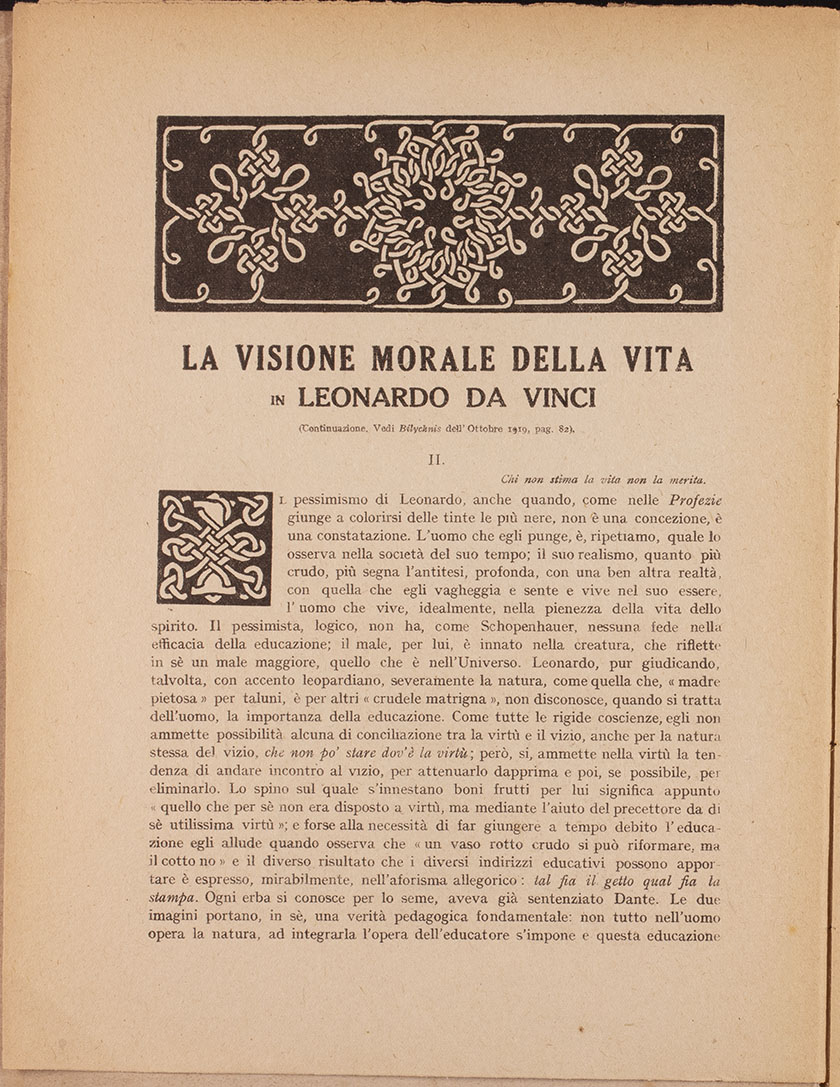 LA VISIONE MORALE DELLA VITA
IN LEONARDO DA VINCI
(Continuazione. Vedi Bilychnis dell'Ottobre 1919, pag. 82).
II.
Chi non stima la vita non la merita.
IL pessimismo di Leonardo, anche quando, come nelle Profezie
giunge a colorirsi delle tinte le più nere, non è una concezione, è
una constatazione. L'uomo che egli punge, è, ripetiamo, quale lo
osserva nella società del suo tempo; il suo realismo, quanto più
crudo, più segna l'antitesi, profonda, con una ben altra realtà,
con quella che egli vagheggia e sente e vive nel suo essere,
l'uomo che vive, idealmente, nella pienezza della vita dello
spirito. Il pessimista, logico, non ha, come Schopenhauer, nessuna fede nella
efficacia della educazione; il male, per lui, è innato nella creatura, che riflette
in sè un male maggiore, quello che è nell'Universo. Leonardo, pur giudicando,
talvolta, con accento leopardiano, severamente la natura, come quella che, « madre
pietosa » per taluni, è per altri « crudele matrigna », non disconosce, quando si tratta
dell'uomo, la importanza della educazione. Come tutte le rigide coscienze, egli non
ammette possibilità alcuna di conciliazione tra la virtù e il vizio, anche per la natura
stessa del vizio, che non po' stare dov'è la virtù; però, si, ammette nella virtù la ten-
denza di andare incontro al vizio, per attenuarlo dapprima e poi, se possibile, per
eliminarlo. Lo spino sul quale s'innestano boni frutti per lui significa appunto
« quello che per sè non era disposto a virtù, ma mediante l'aiuto del precettore da di
sè utilissima virtù »; e forse alla necessità di far giungere a tempo debito l'educa-
zione egli allude quando osserva che « un vaso rotto crudo si può riformare, ma
il cotto no » e il diverso risultato che i diversi indirizzi educativi possono appor-
tare è espresso, mirabilmente, nell'aforisma allegorico: tal fia il getto qual fia la
stampa. Ogni erba si conosce per lo seme, aveva già sentenziato Dante. Le due
imagini portano, in sè, una verità pedagogica fondamentale: non tutto nell'uomo
opera la natura, ad integrarla l'opera dell'educatore s'impone e questa educazione